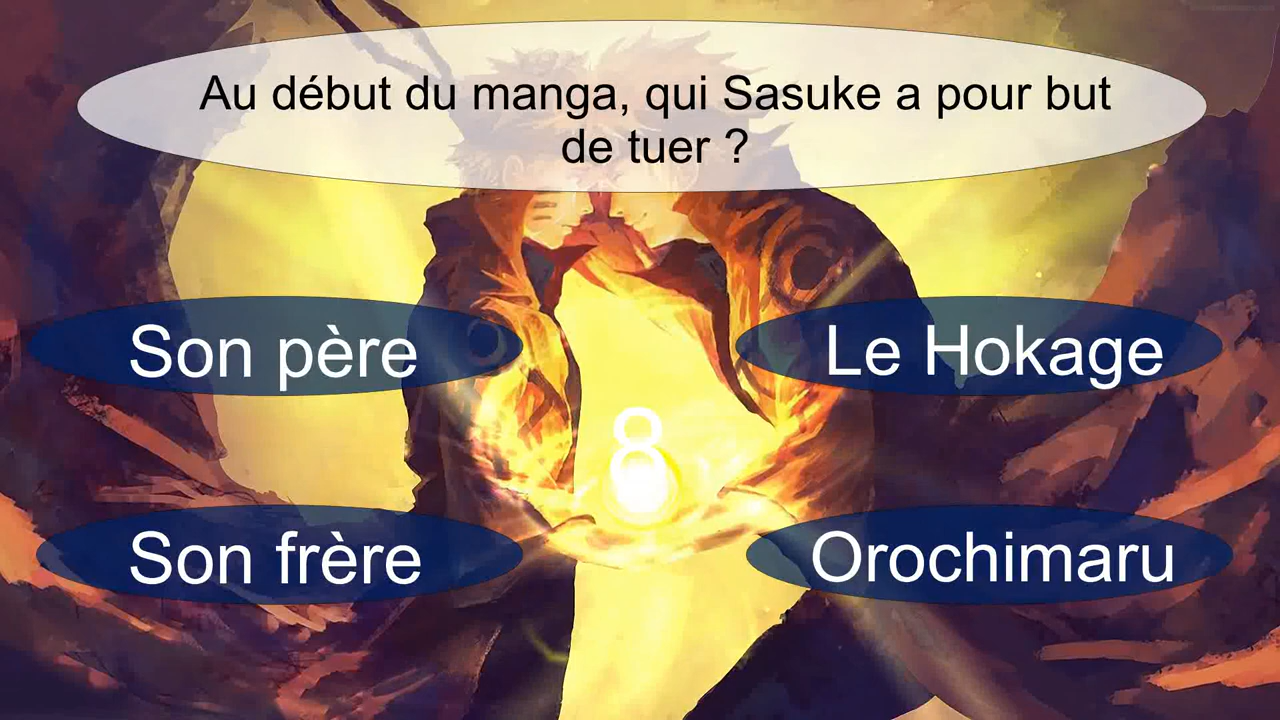 Au début du manga, qui Sasuke a pour but
de tuer ?
Son père
Le Hokage
8
Son frère
Orochimaru